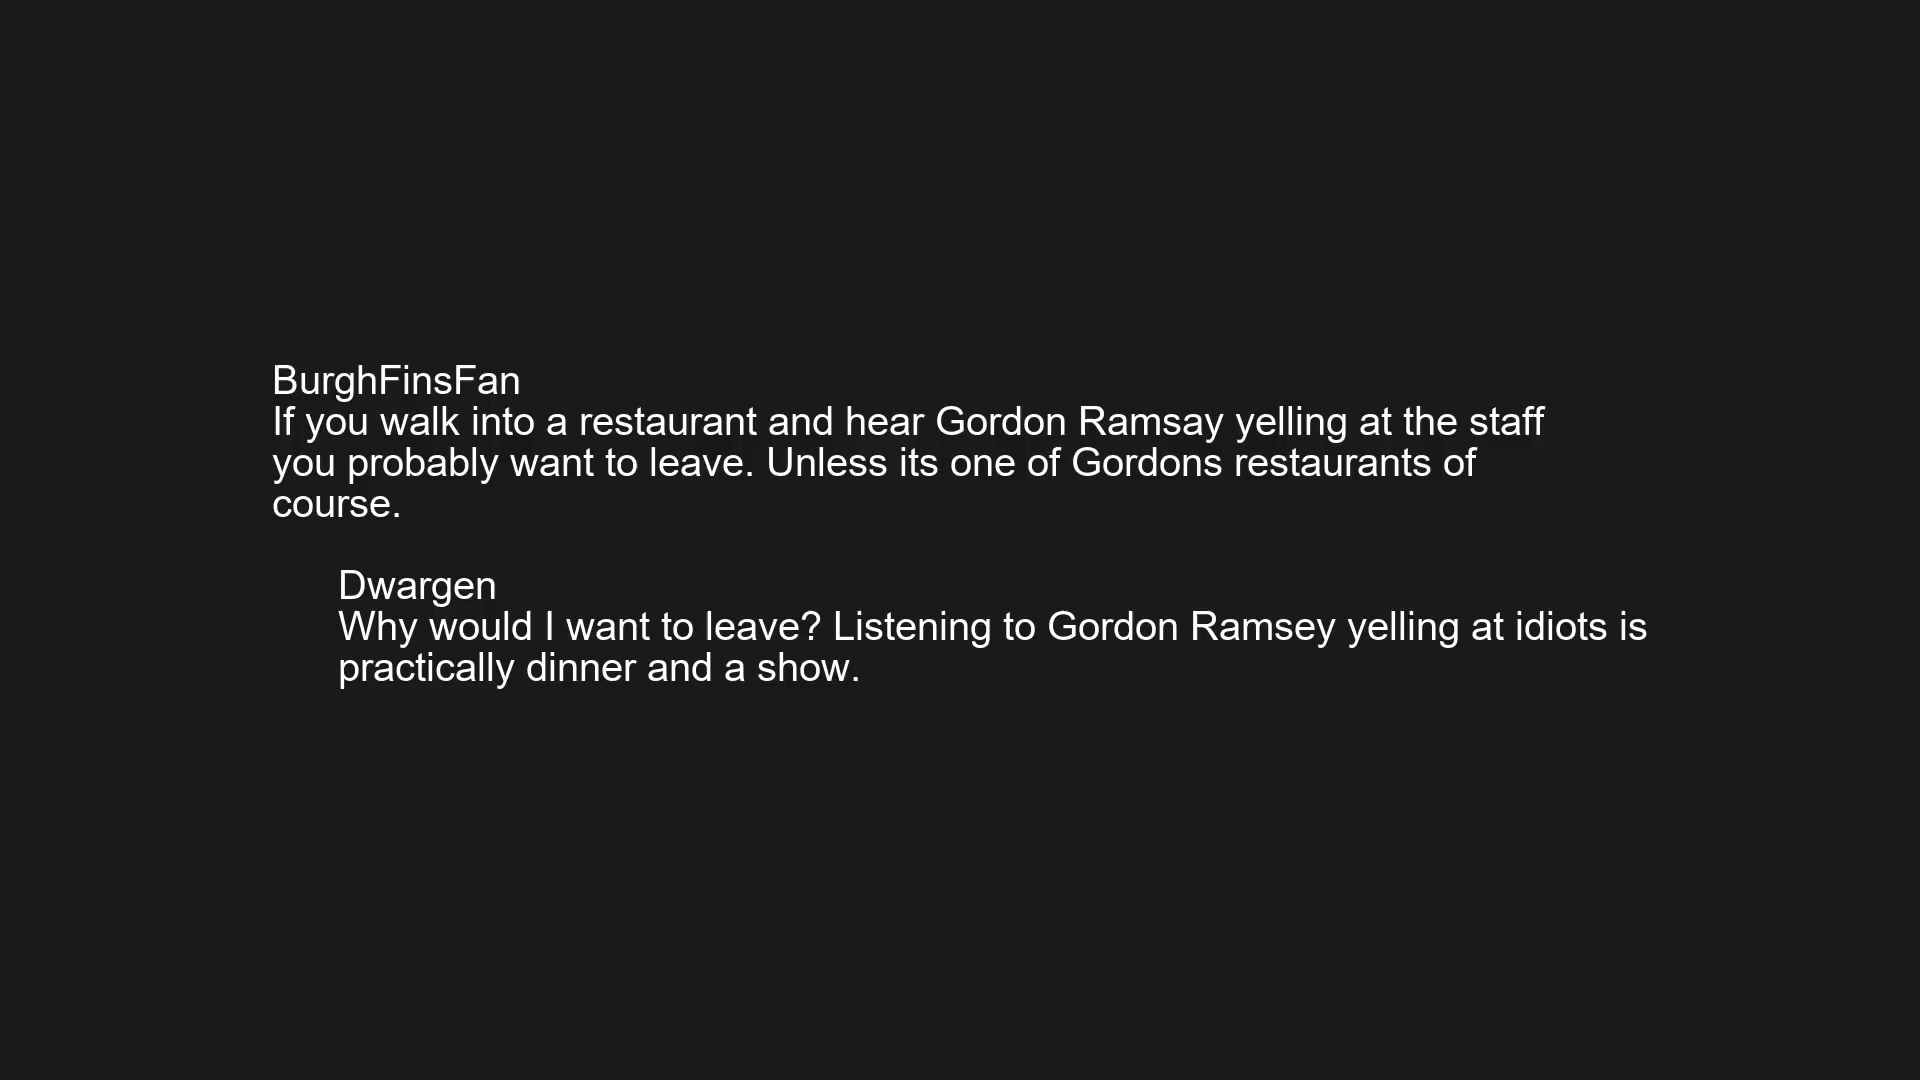 BurghFinsFan
If you walk into a restaurant and hear Gordon Ramsay yelling at the staff
you probably want to leave. Unless its one of Gordons restaurants of
course.
Dwargen
Why would I want to leave? Listening to Gordon Ramsey yelling at idiots is
practically dinner and a show.